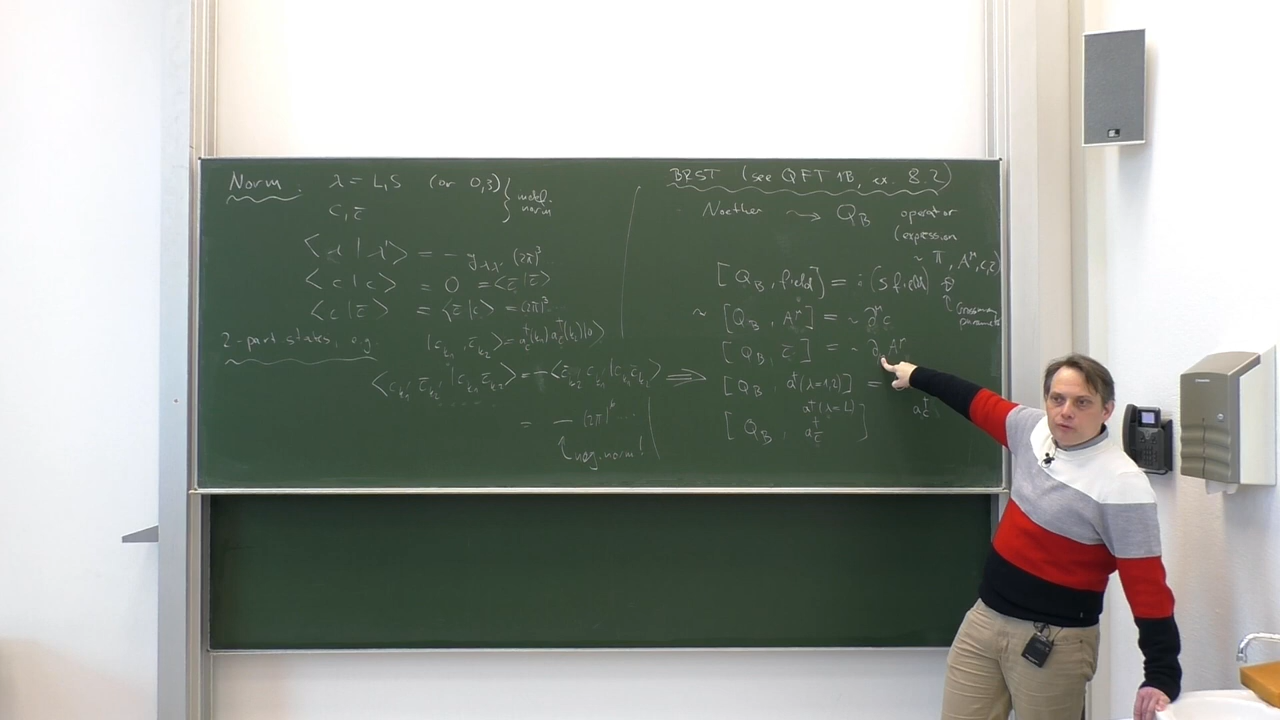 Norm. λ = L,S (or 0,3) } indef. norm
c, c̄
⟨λ | λ'⟩ = - g_λλ' (2π)³
⟨c | c⟩ = 0 = ⟨c̄ | c̄⟩
⟨c | c̄⟩ = ⟨c̄ | c⟩ = (2π)³
2-part. states, e.g.
|c_k₁, c̄_k₂⟩ = a_c†(k₁) a_c̄†(k₂)|0⟩
⟨c_k₁' c̄_k₂' | c_k₁ c̄_k₂⟩ = -⟨c̄_k₂' c_k₁' | c_k₁ c̄_k₂⟩ ⟹
= - (2π)
↑ neg. norm!
BRST (see QFT 1B, ex. 8.2)
Noether ⇝ Q_B operator
(expression
~ π, A^μ, c, c̄)
[Q_B, field] = i (s field) θ
↑ Grassmann parameter
~ [Q_B, A^μ] = ~ ∂^μ c
[Q_B, c̄] = ~ ∂_μ A^μ
[Q_B, a†(λ=1,2)] =
a†(λ=L) a_c†
[Q_B, a_c̄†]